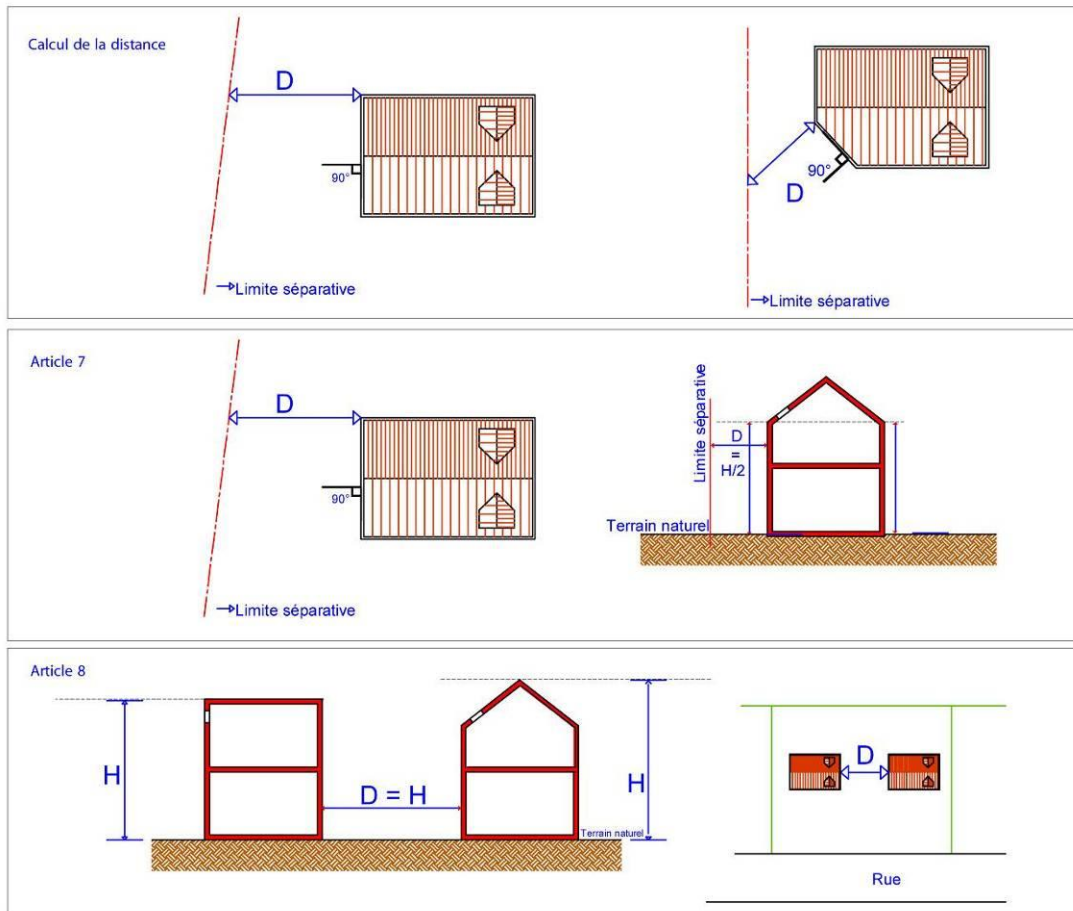 Calcul de la distance
D
90°
Limite séparative
D
90°
Limite séparative
Article 7
D
90°
Limite séparative
Limite séparative
D
=
H/2
Terrain naturel
Article 8
H
D = H
H
Terrain naturel
D
Rue